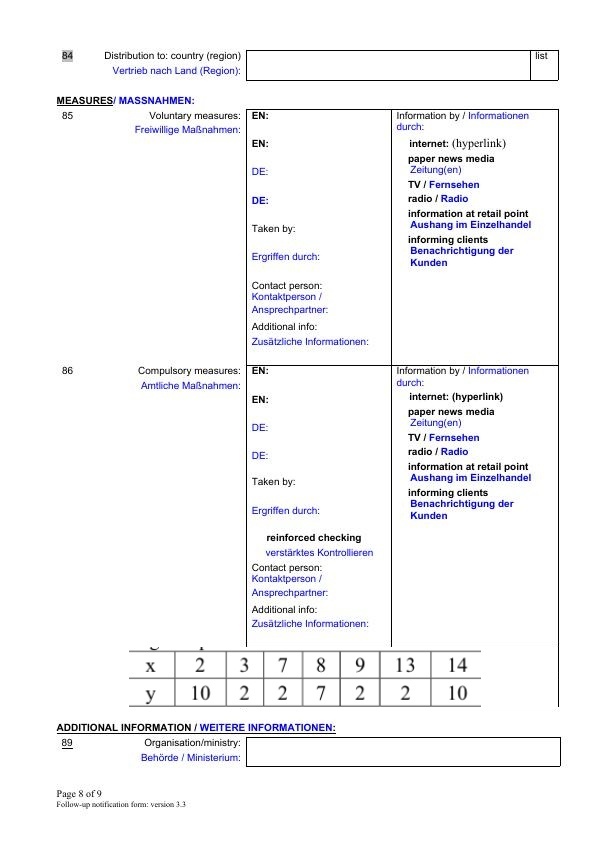 84 Distribution to: country (region) list
Vertrieb nach Land (Region):
MEASURES/ MASSNAHMEN:
85 Voluntary measures: EN: Information by / Informationen
Freiwillige Maßnahmen: durch:
EN: internet: (hyperlink)
paper news media
DE: Zeitung(en)
TV / Fernsehen
DE: radio / Radio
information at retail point
Taken by: Aushang im Einzelhandel
informing clients
Ergriffen durch: Benachrichtigung der
Kunden
Contact person:
Kontaktperson /
Ansprechpartner:
Additional info:
Zusätzliche Informationen:
86 Compulsory measures: EN: Information by / Informationen
Amtliche Maßnahmen: durch:
EN: internet: (hyperlink)
paper news media
DE: Zeitung(en)
TV / Fernsehen
DE: radio / Radio
information at retail point
Taken by: Aushang im Einzelhandel
informing clients
Ergriffen durch: Benachrichtigung der
Kunden
reinforced checking
verstärktes Kontrollieren
Contact person:
Kontaktperson /
Ansprechpartner:
Additional info:
Zusätzliche Informationen:
x 2 3 7 8 9 13 14
y 10 2 2 7 2 2 10
ADDITIONAL INFORMATION / WEITERE INFORMATIONEN:
89 Organisation/ministry:
Behörde / Ministerium:
Page 8 of 9
Follow-up notification form: version 3.3